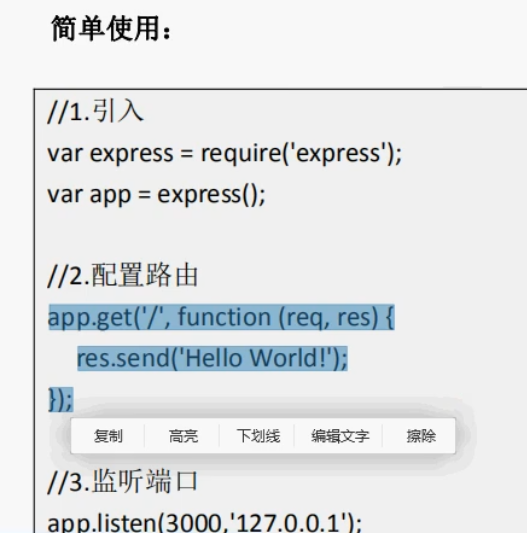 简单使用：
//1.引入
var express = require('express');
var app = express();
//2.配置路由
app.get('/', function (req, res) {
res.send('Hello World!');
});
复制 高亮 下划线 编辑文字 擦除
//3.监听端口
app.listen(3000,'127.0.0.1');